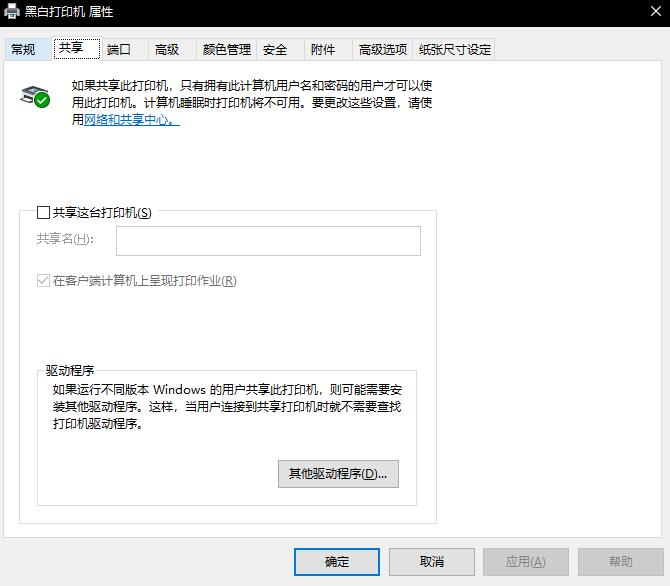 黑白打印机 属性
常规 共享 端口 高级 颜色管理 安全 附件 高级选项 纸张尺寸设定
如果共享此打印机，只有拥有此计算机用户名和密码的用户才可以使
用此打印机。计算机睡眠时打印机将不可用。要更改这些设置，请使
用网络和共享中心。
共享这台打印机(S)
共享名(H):
在客户端计算机上呈现打印作业(R)
驱动程序
如果运行不同版本 Windows 的用户共享此打印机，则可能需要安
装其他驱动程序。这样，当用户连接到共享打印机时就不需要查找
打印机驱动程序。
其他驱动程序(D)...
确定 取消 应用(A) 帮助